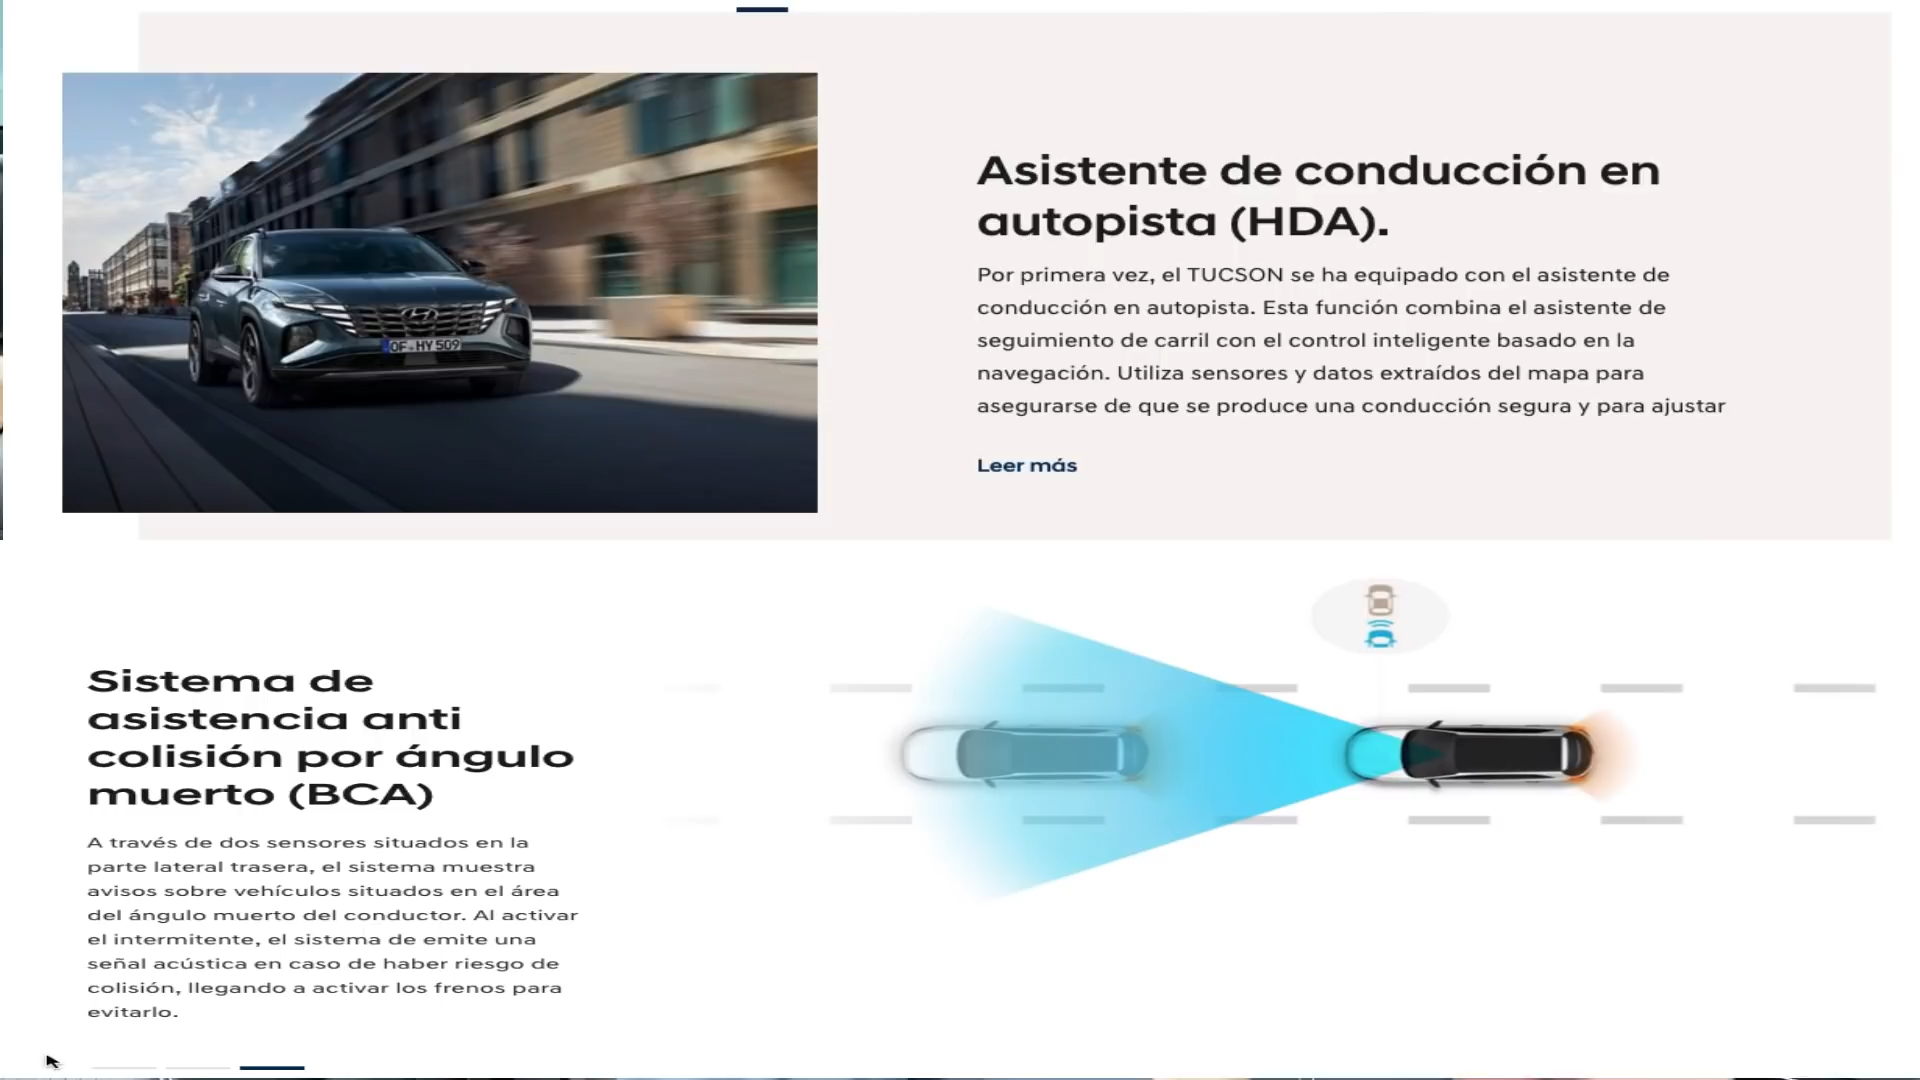 OF HY 509
Asistente de conducción en
autopista (HDA).
Por primera vez, el TUCSON se ha equipado con el asistente de
conducción en autopista. Esta función combina el asistente de
seguimiento de carril con el control inteligente basado en la
navegación. Utiliza sensores y datos extraídos del mapa para
asegurarse de que se produce una conducción segura y para ajustar
Leer más
Sistema de
asistencia anti
colisión por ángulo
muerto (BCA)
A través de dos sensores situados en la
parte lateral trasera, el sistema muestra
avisos sobre vehículos situados en el área
del ángulo muerto del conductor. Al activar
el intermitente, el sistema de emite una
señal acústica en caso de haber riesgo de
colisión, llegando a activar los frenos para
evitarlo.